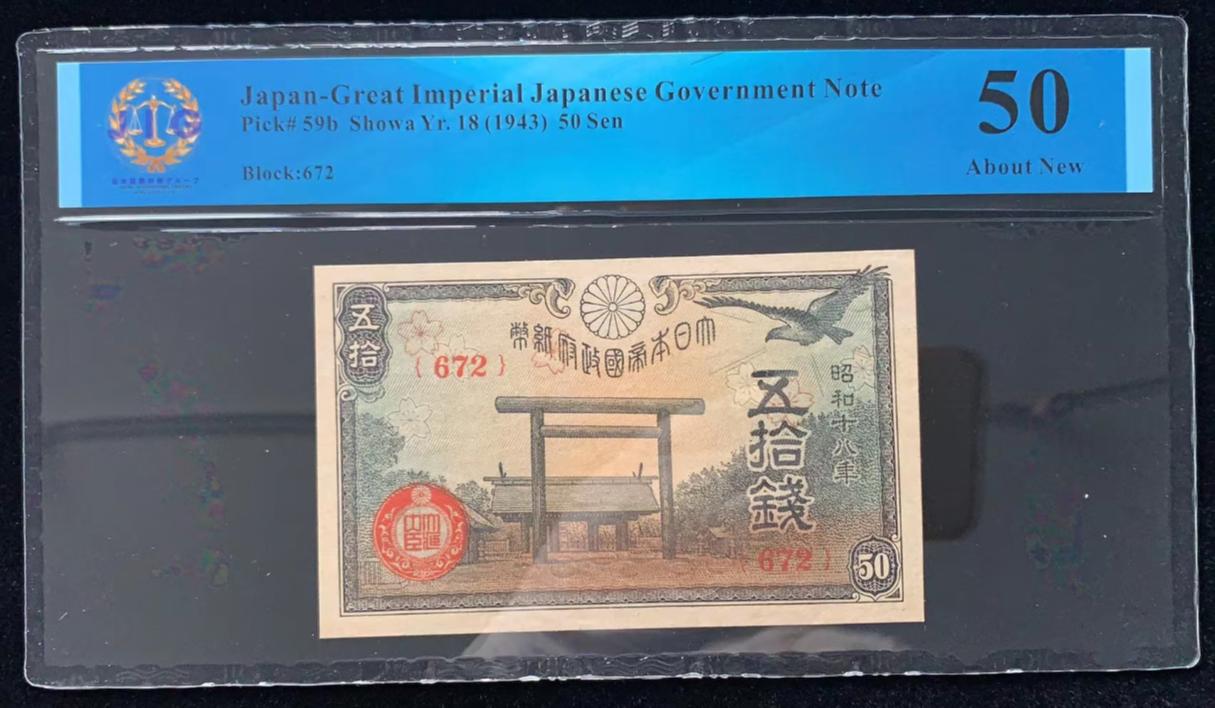 Japan-Great Imperial Japanese Government Note
Pick# 59b Showa Yr. 18 (1943) 50 Sen
Block:672
50
About New
JIG
大日本帝國政府紙幣
五拾
{ 672 }
昭和十八年
五拾錢
{ 672 }
50